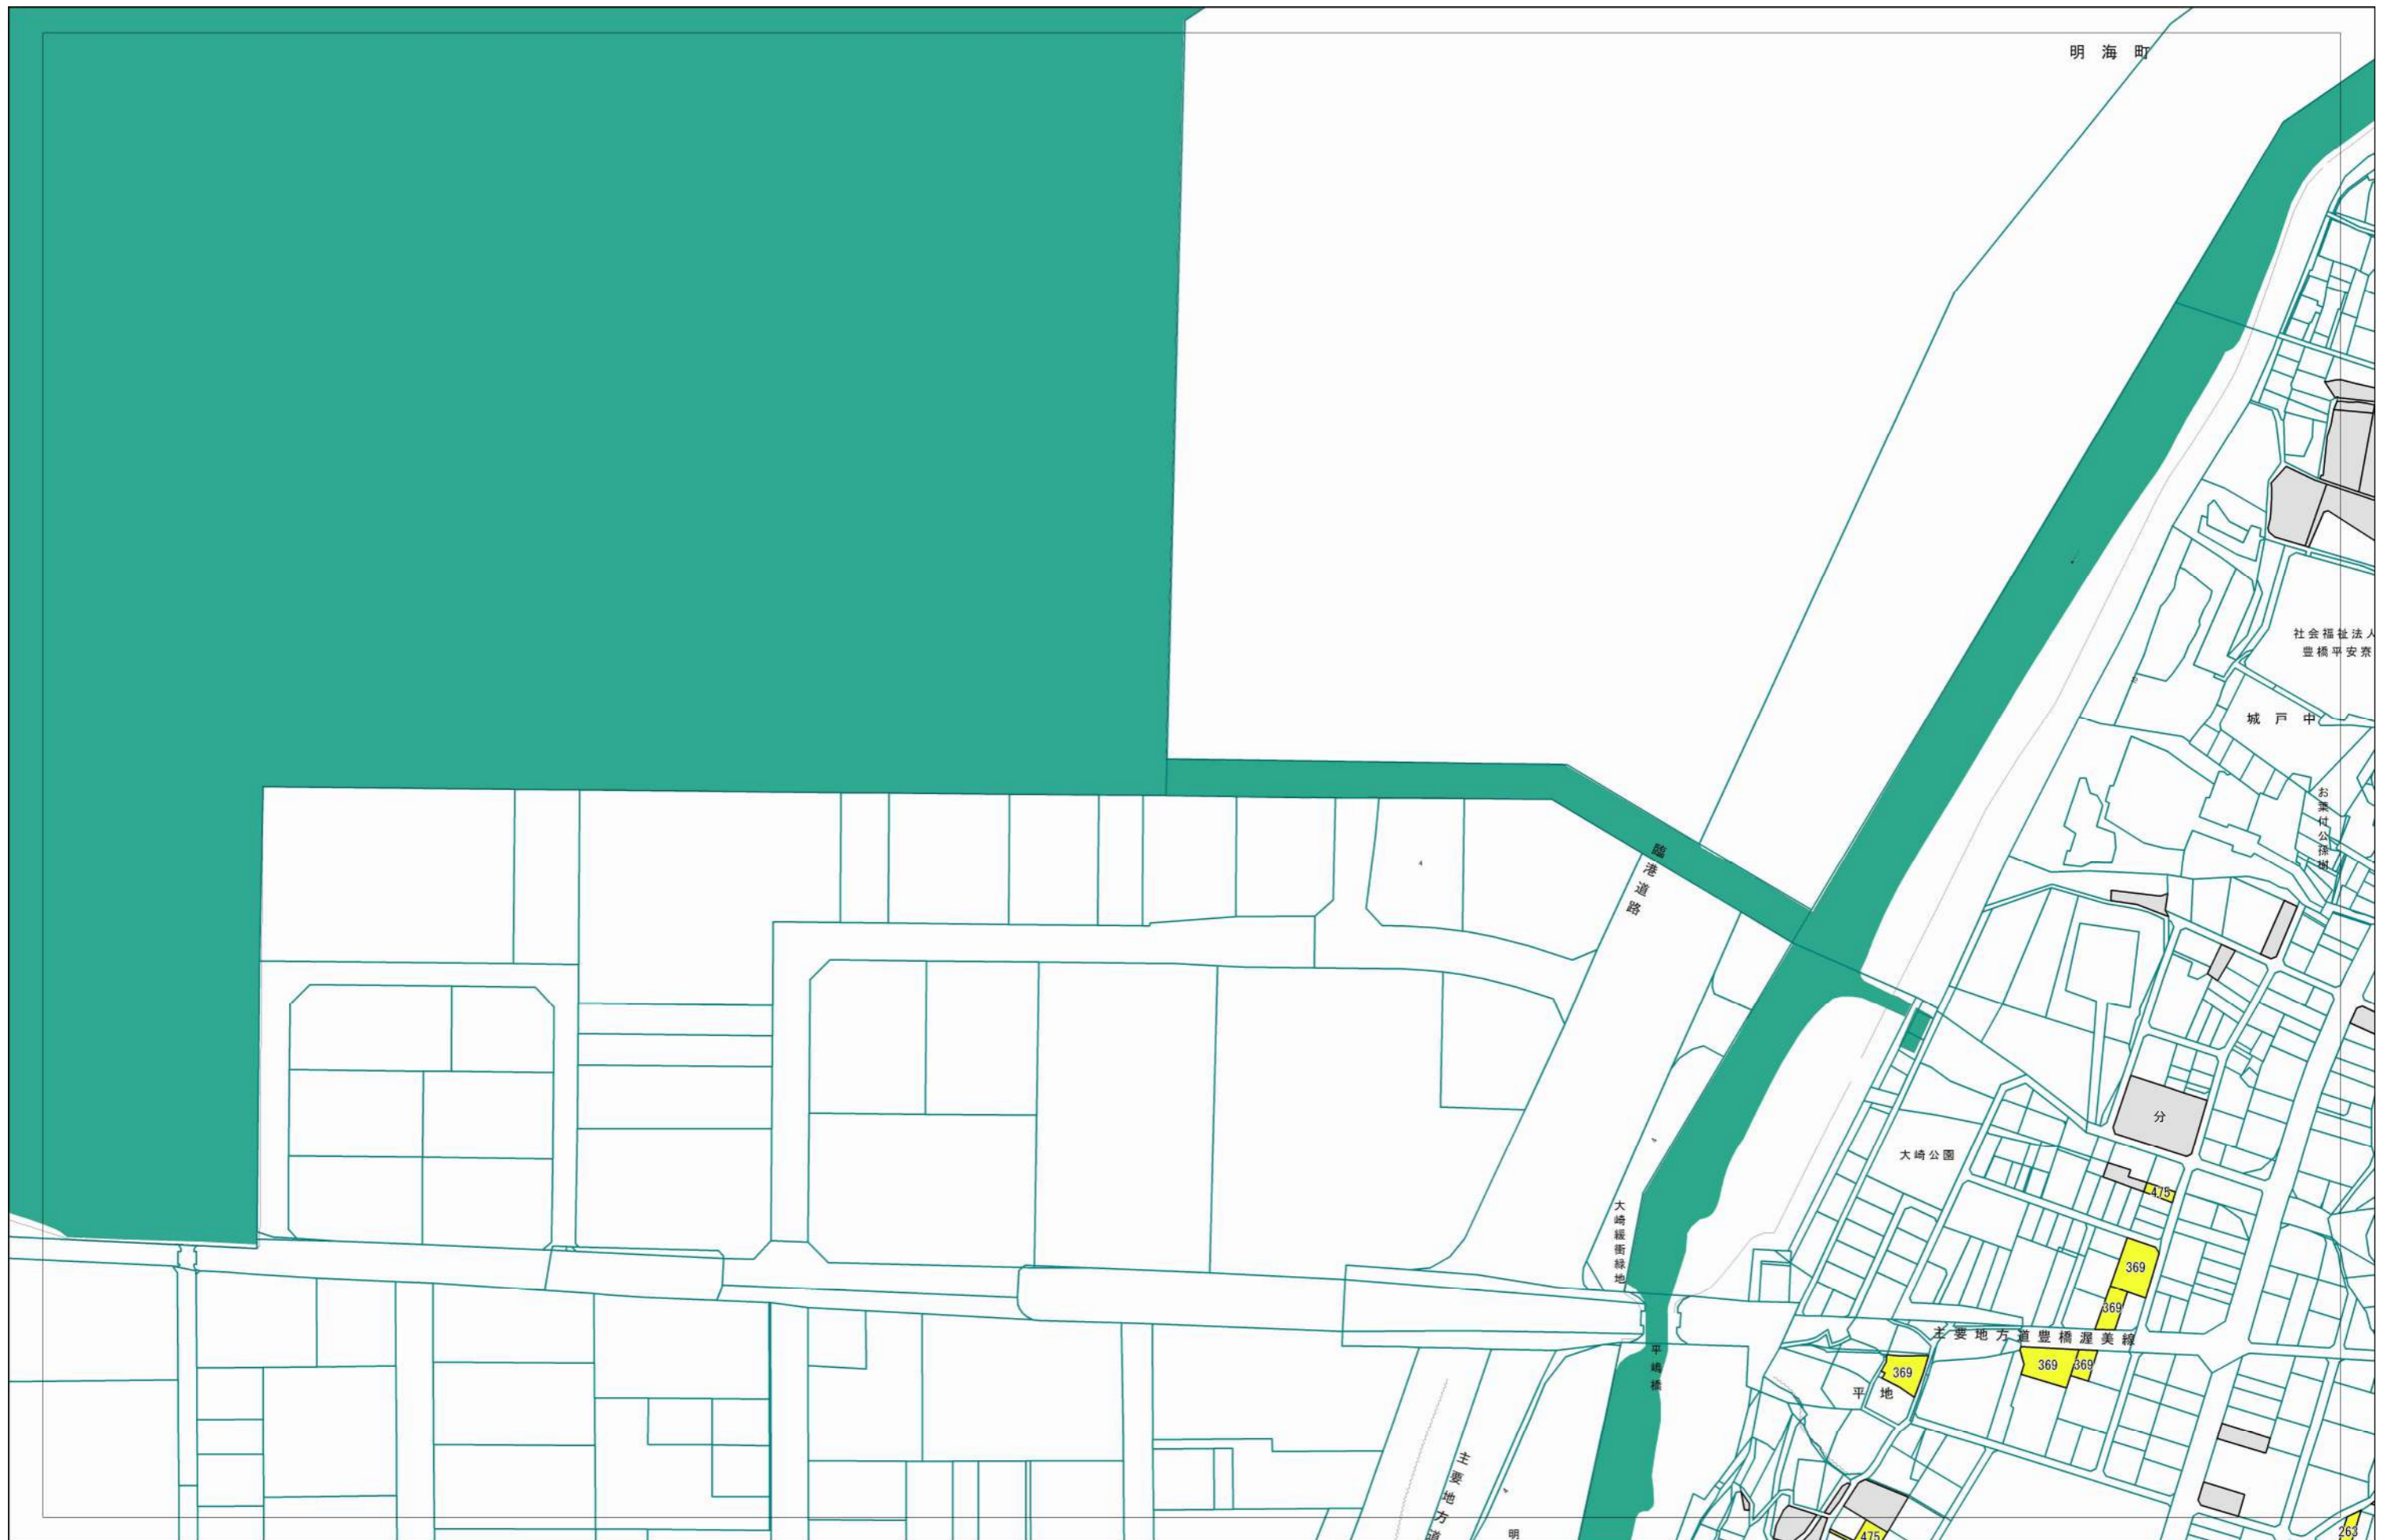 明海町
社会福祉法人
豊橋平安寮
城戸中
お葉付公孫樹
臨港道路
4
分
大崎公園
475
大崎緩衝緑地
369
369
主要地方道豊橋渥美線
369
369
369
平地
平嶋橋
主要地方道
明
475
263